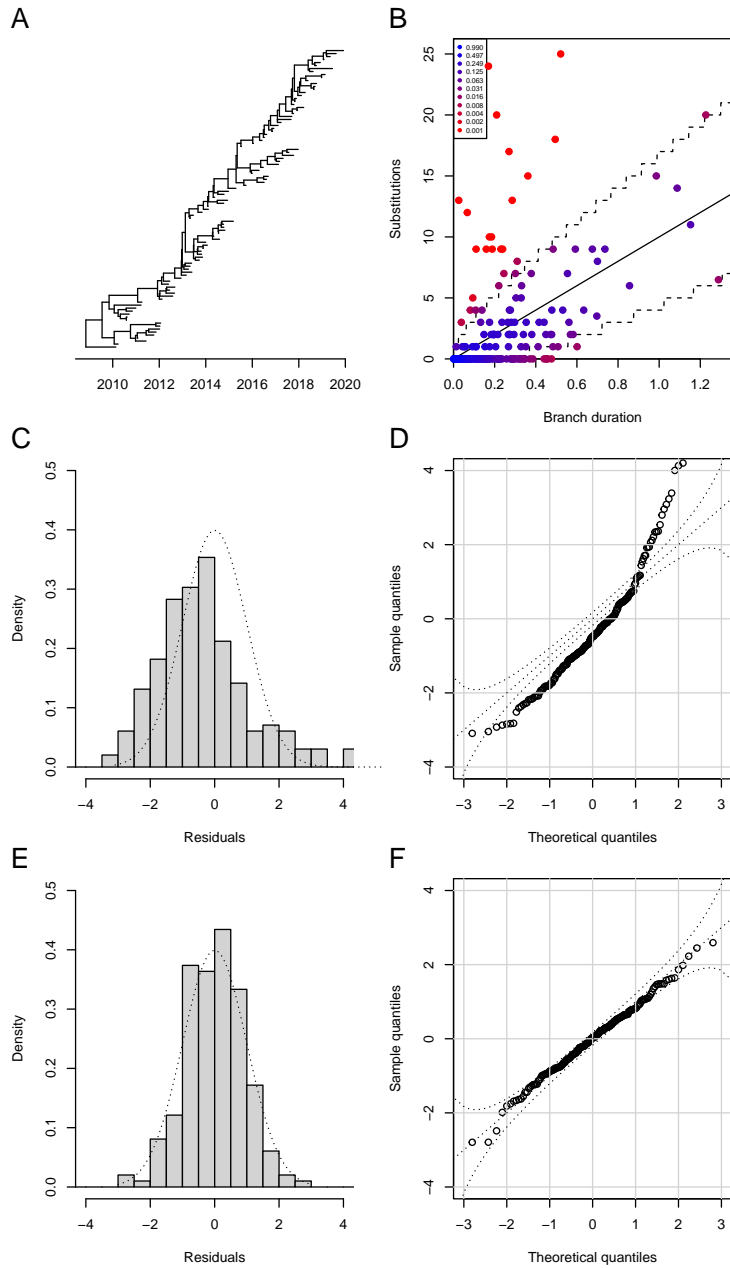 A
2010 2012 2014 2016 2018 2020
B
25
20
15
10
5
0
Substitutions
0.990
0.497
0.249
0.125
0.063
0.031
0.016
0.008
0.004
0.002
0.001
0.0 0.2 0.4 0.6 0.8 1.0 1.2
Branch duration
C
0.5
0.4
0.3
0.2
0.1
0.0
Density
−4 −2 0 2 4
Residuals
D
4
2
0
−2
−4
Sample quantiles
−3 −2 −1 0 1 2 3
Theoretical quantiles
E
0.5
0.4
0.3
0.2
0.1
0.0
Density
−4 −2 0 2 4
Residuals
F
4
2
0
−2
−4
Sample quantiles
−3 −2 −1 0 1 2 3
Theoretical quantiles